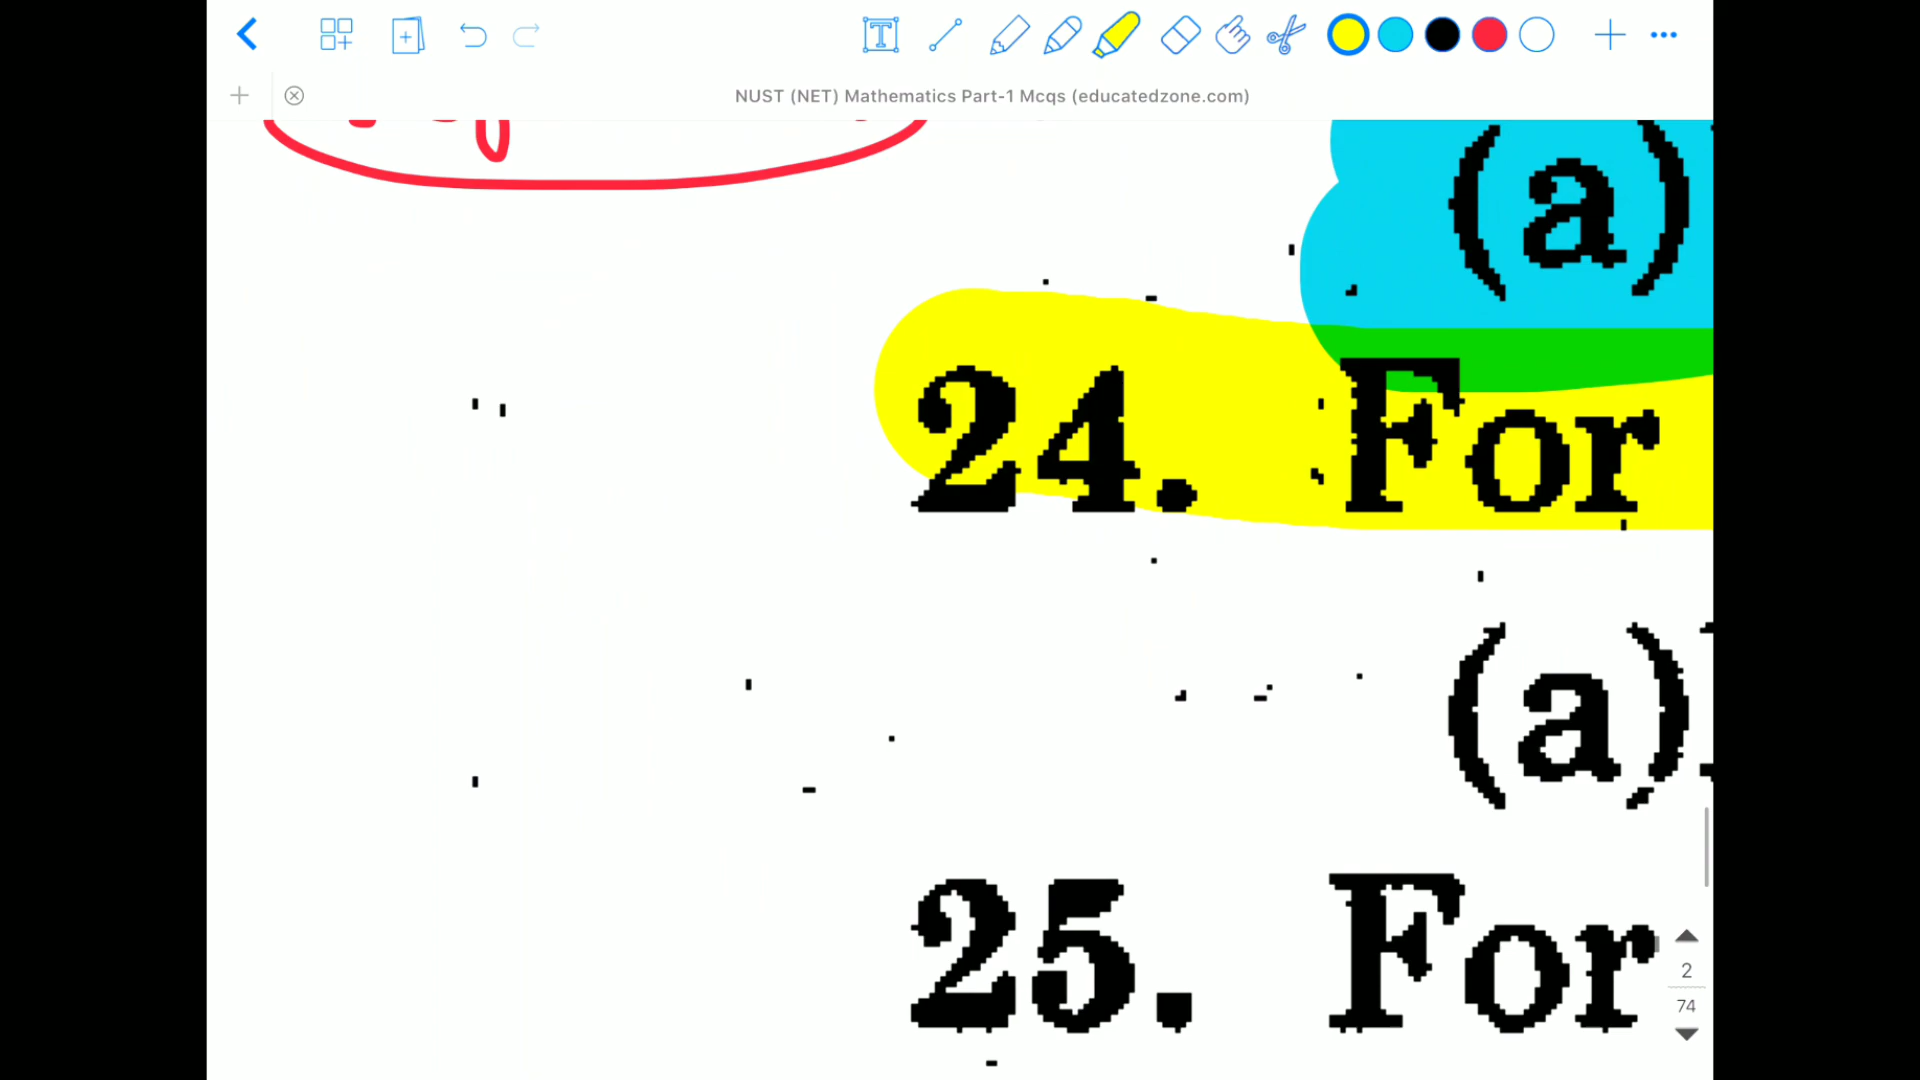 NUST (NET) Mathematics Part-1 Mcqs (educatedzone.com)
(a)
24. For
(a)
25. For
2
74